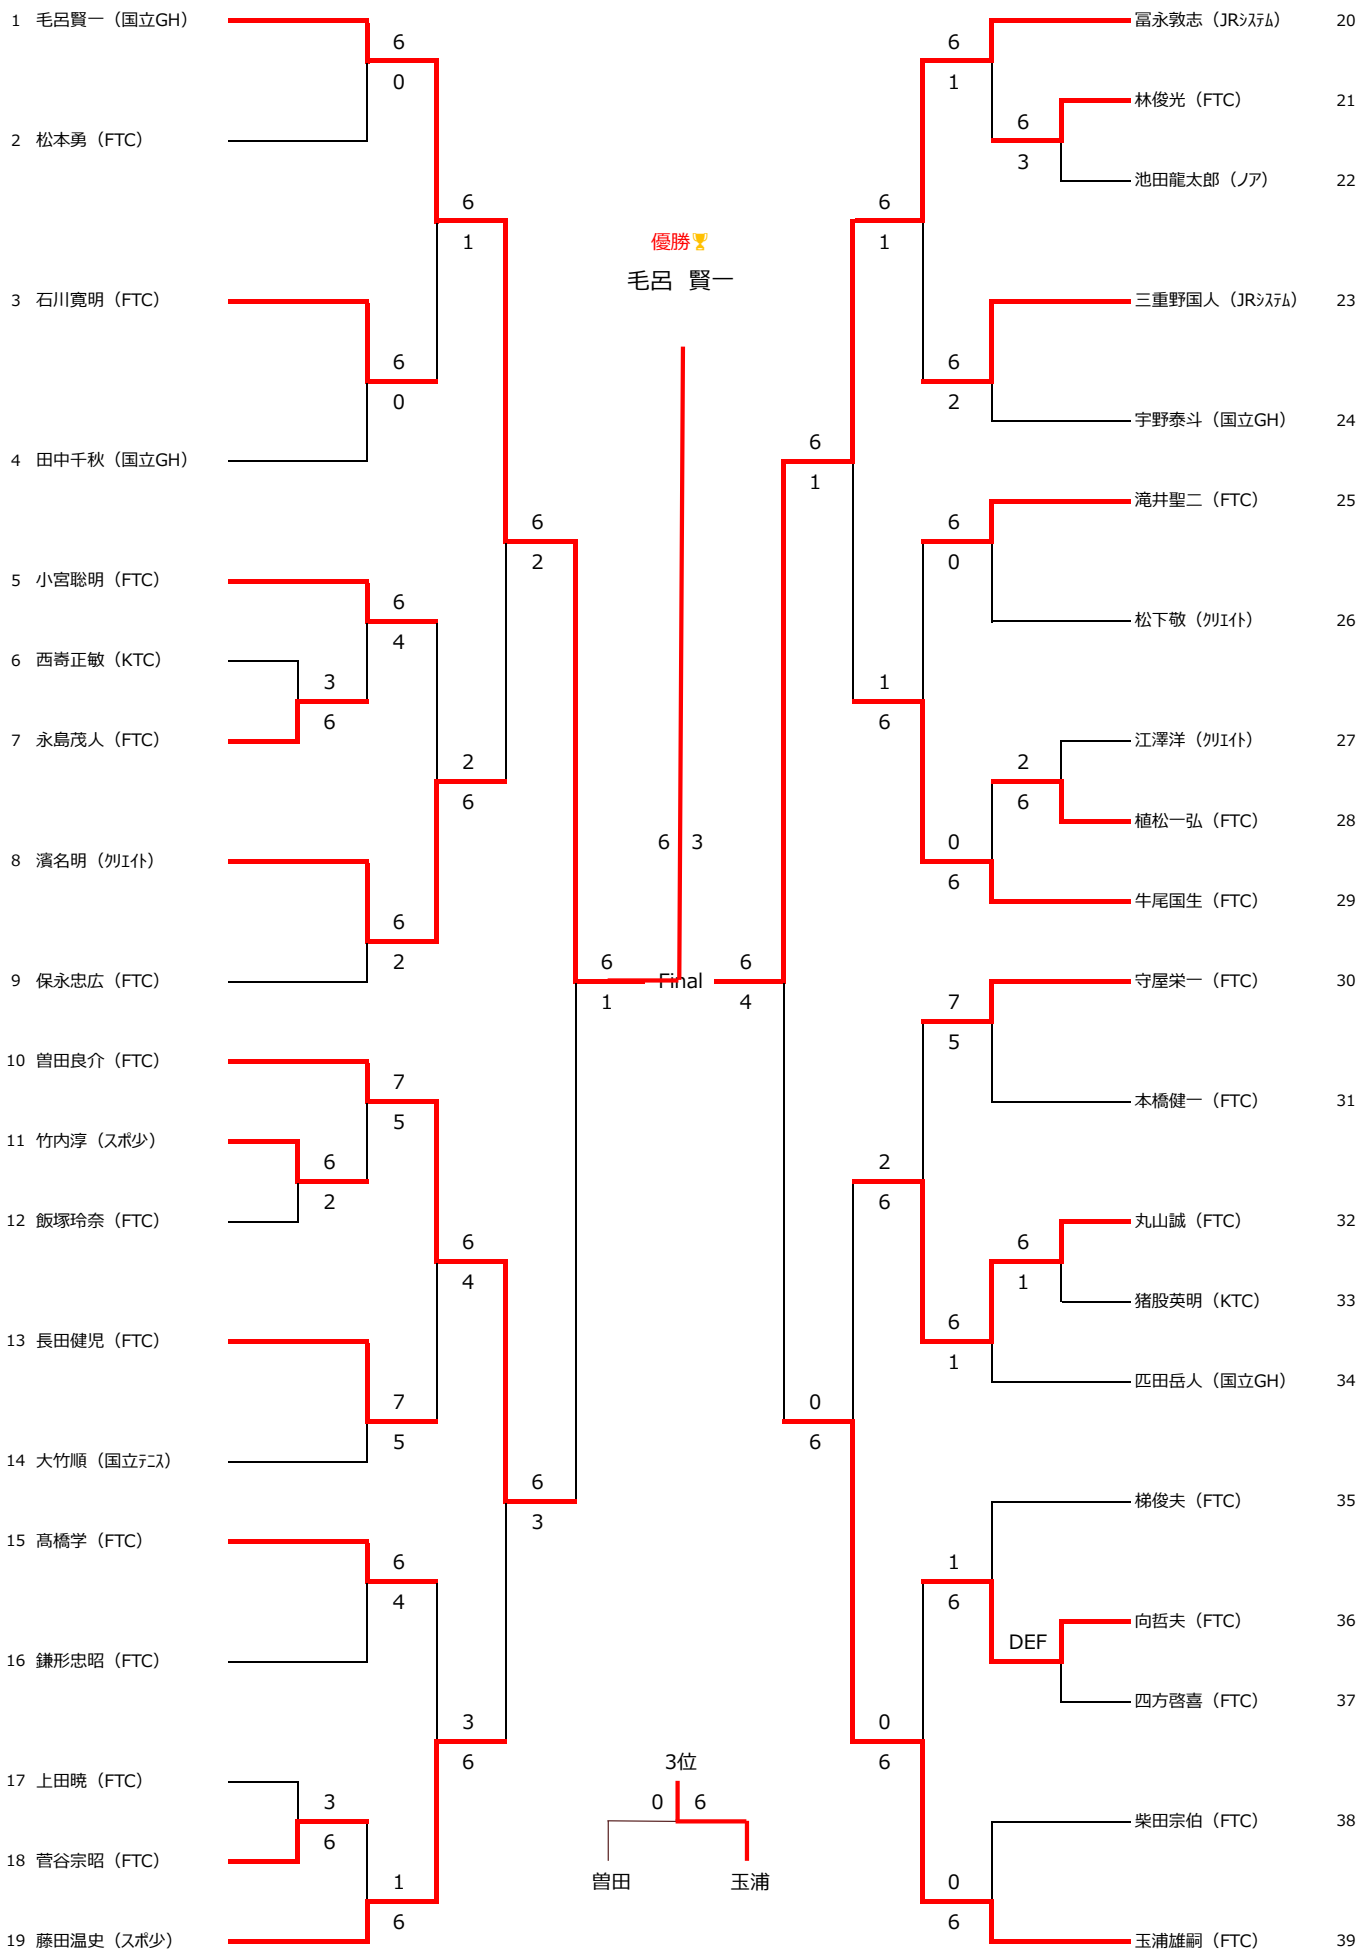 1 毛呂賢一（国立GH）
6
0
2 松本勇（FTC）
6
1
3 石川寛明（FTC）
6
0
4 田中千秋（国立GH）
6
2
5 小宮聡明（FTC）
6
4
6 西嵜正敏（KTC）
3
6
7 永島茂人（FTC）
2
6
8 濱名明（ｸﾘｴｲﾄ）
6
2
9 保永忠広（FTC）
6
1
10 曽田良介（FTC）
7
5
11 竹内淳（スポ少）
6
2
12 飯塚玲奈（FTC）
6
4
13 長田健児（FTC）
7
5
14 大竹順（国立ﾃﾆｽ）
6
3
15 髙橋学（FTC）
6
4
16 鎌形忠昭（FTC）
3
6
17 上田暁（FTC）
3
6
18 菅谷宗昭（FTC）
1
6
19 藤田温史（スポ少）
優勝🏆
毛呂 賢一
6 3
Final
3位
0 6
曽田 玉浦
冨永敦志（JRｼｽﾃﾑ） 20
6
1
林俊光（FTC） 21
6
3
池田龍太郎（ノア） 22
6
1
三重野国人（JRｼｽﾃﾑ） 23
6
2
宇野泰斗（国立GH） 24
6
1
滝井聖二（FTC） 25
6
0
松下敬（ｸﾘｴｲﾄ） 26
1
6
江澤洋（ｸﾘｴｲﾄ） 27
2
6
植松一弘（FTC） 28
0
6
牛尾国生（FTC） 29
6
4
守屋栄一（FTC） 30
7
5
本橋健一（FTC） 31
2
6
丸山誠（FTC） 32
6
1
猪股英明（KTC） 33
6
1
匹田岳人（国立GH） 34
0
6
梯俊夫（FTC） 35
1
6
向哲夫（FTC） 36
DEF
四方啓喜（FTC） 37
0
6
柴田宗伯（FTC） 38
0
6
玉浦雄嗣（FTC） 39